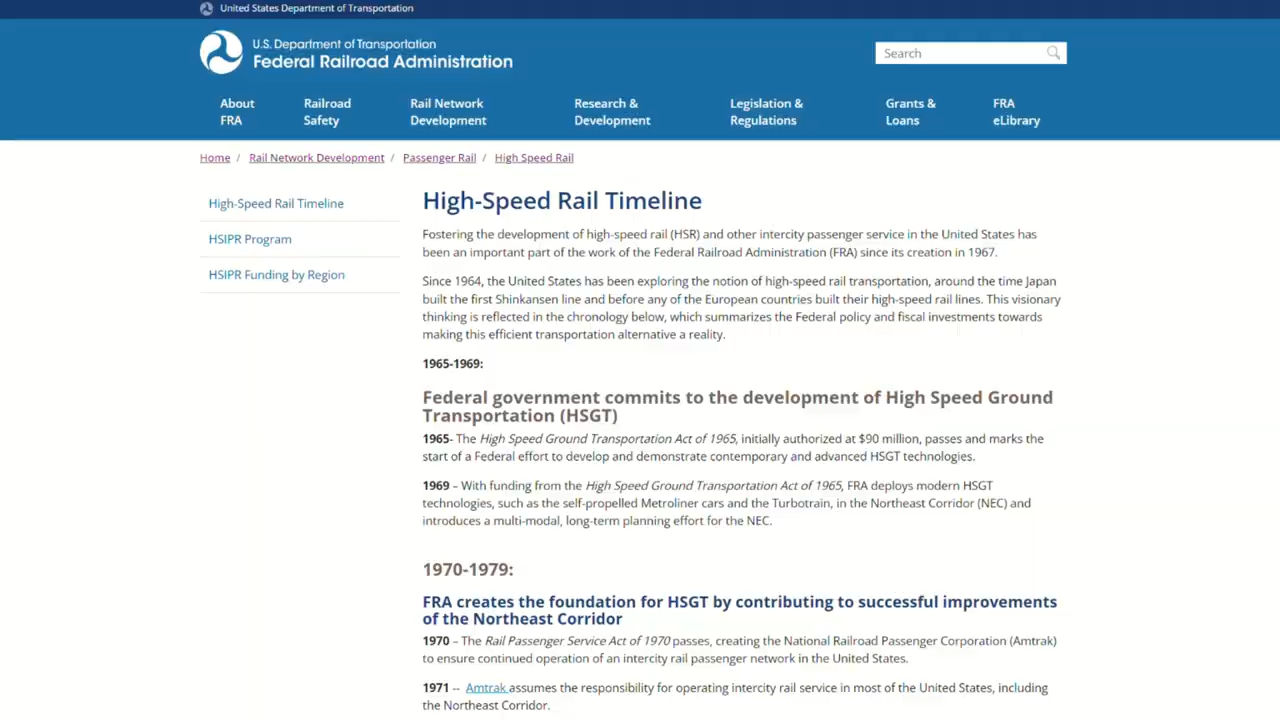 United States Department of Transportation
U.S. Department of Transportation
Federal Railroad Administration
Search
About FRA
Railroad Safety
Rail Network Development
Research & Development
Legislation & Regulations
Grants & Loans
FRA eLibrary
Home / Rail Network Development / Passenger Rail / High Speed Rail
High-Speed Rail Timeline
HSIPR Program
HSIPR Funding by Region
High-Speed Rail Timeline
Fostering the development of high-speed rail (HSR) and other intercity passenger service in the United States has
been an important part of the work of the Federal Railroad Administration (FRA) since its creation in 1967.
Since 1964, the United States has been exploring the notion of high-speed rail transportation, around the time Japan
built the first Shinkansen line and before any of the European countries built their high-speed rail lines. This visionary
thinking is reflected in the chronology below, which summarizes the Federal policy and fiscal investments towards
making this efficient transportation alternative a reality.
1965-1969:
Federal government commits to the development of High Speed Ground
Transportation (HSGT)
1965- The High Speed Ground Transportation Act of 1965, initially authorized at $90 million, passes and marks the
start of a Federal effort to develop and demonstrate contemporary and advanced HSGT technologies.
1969 – With funding from the High Speed Ground Transportation Act of 1965, FRA deploys modern HSGT
technologies, such as the self-propelled Metroliner cars and the Turbotrain, in the Northeast Corridor (NEC) and
introduces a multi-modal, long-term planning effort for the NEC.
1970-1979:
FRA creates the foundation for HSGT by contributing to successful improvements
of the Northeast Corridor
1970 – The Rail Passenger Service Act of 1970 passes, creating the National Railroad Passenger Corporation (Amtrak)
to ensure continued operation of an intercity rail passenger network in the United States.
1971 -- Amtrak assumes the responsibility for operating intercity rail service in most of the United States, including
the Northeast Corridor.